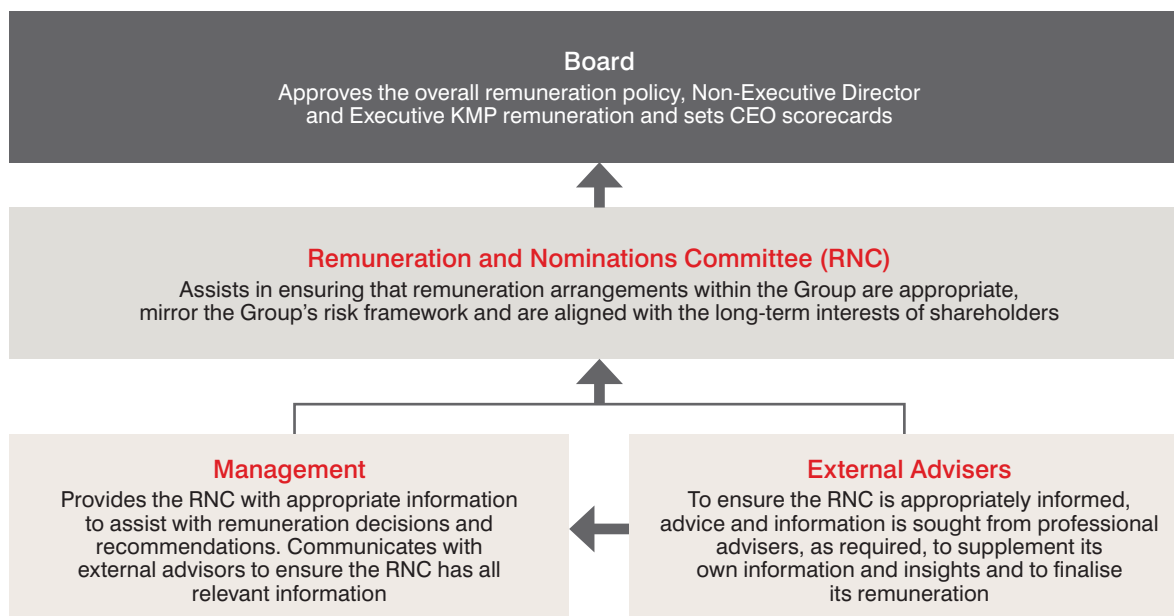 Board
Approves the overall remuneration policy, Non-Executive Director
and Executive KMP remuneration and sets CEO scorecards
Remuneration and Nominations Committee (RNC)
Assists in ensuring that remuneration arrangements within the Group are appropriate,
mirror the Group's risk framework and are aligned with the long-term interests of shareholders
Management
Provides the RNC with appropriate information
to assist with remuneration decisions and
recommendations. Communicates with
external advisors to ensure the RNC has all
relevant information
External Advisers
To ensure the RNC is appropriately informed,
advice and information is sought from professional
advisers, as required, to supplement its
own information and insights and to finalise
its remuneration